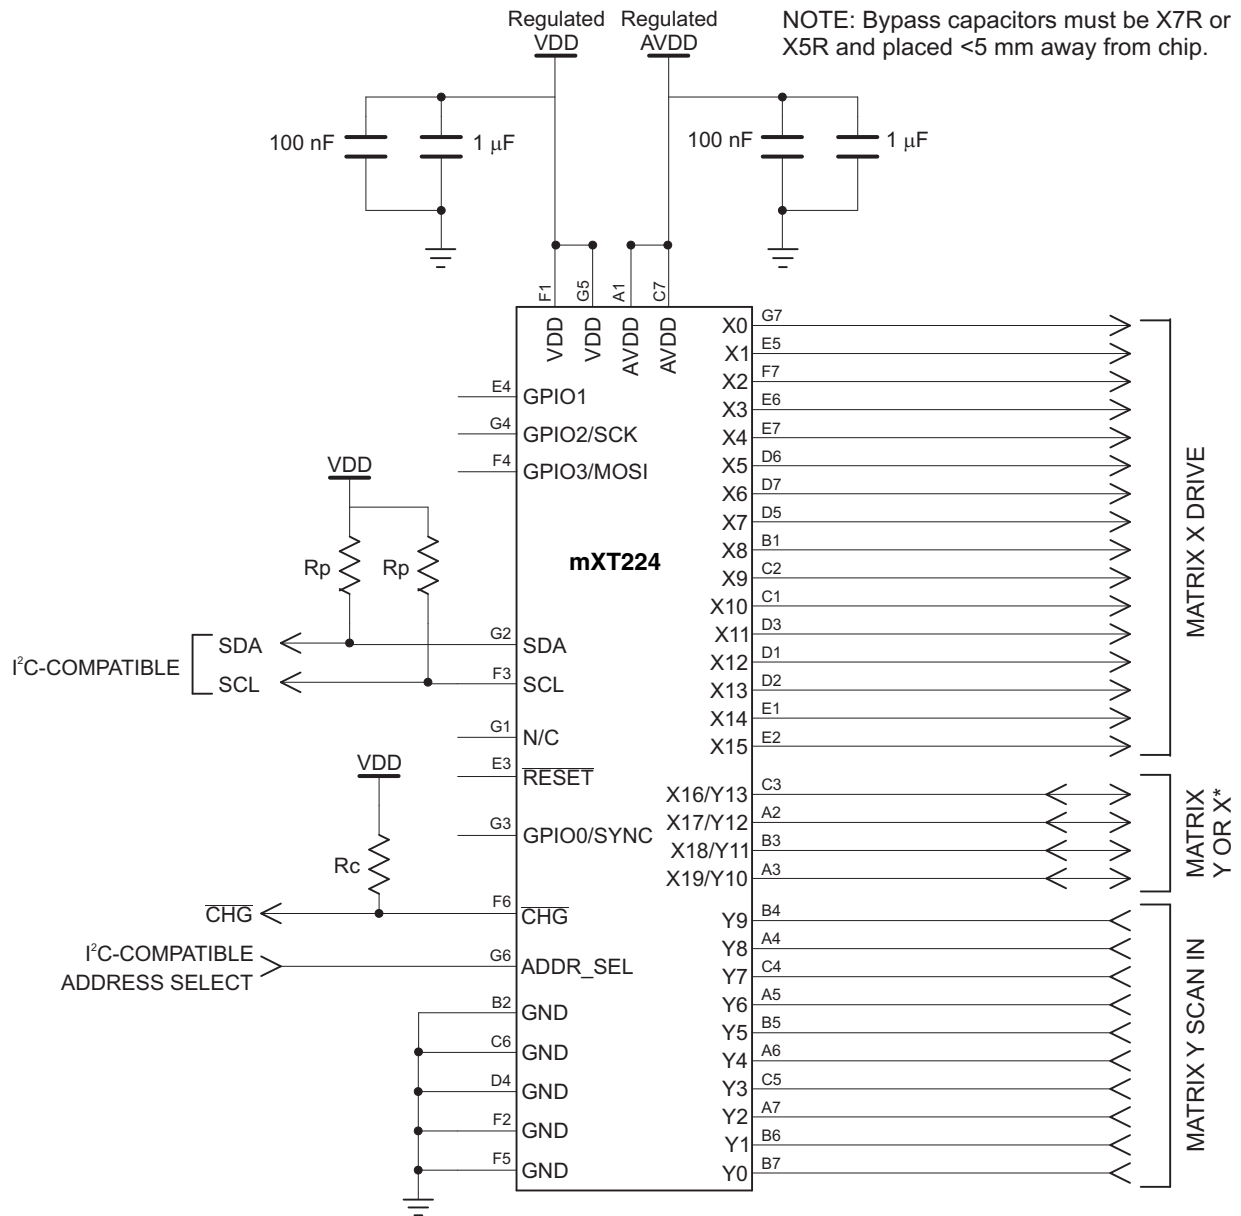 Regulated
VDD
Regulated
AVDD
NOTE: Bypass capacitors must be X7R or
X5R and placed <5 mm away from chip.
100 nF
1 μF
100 nF
1 μF
F1
G5
A1
C7
VDD
VDD
AVDD
AVDD
mXT224
E4 GPIO1
G4 GPIO2/SCK
F4 GPIO3/MOSI
VDD
Rp
Rp
I²C-COMPATIBLE
SDA
G2 SDA
SCL
F3 SCL
G1 N/C
E3 RESET
VDD
G3 GPIO0/SYNC
Rc
CHG
F6 CHG
I²C-COMPATIBLE
ADDRESS SELECT
G6 ADDR_SEL
B2 GND
C6 GND
D4 GND
F2 GND
F5 GND
X0 G7
X1 E5
X2 F7
X3 E6
X4 E7
X5 D6
X6 D7
X7 D5
X8 B1
X9 C2
X10 C1
X11 D3
X12 D1
X13 D2
X14 E1
X15 E2
MATRIX X DRIVE
X16/Y13 C3
X17/Y12 A2
X18/Y11 B3
X19/Y10 A3
MATRIX
Y OR X*
Y9 B4
Y8 A4
Y7 C4
Y6 A5
Y5 B5
Y4 A6
Y3 C5
Y2 A7
Y1 B6
Y0 B7
MATRIX Y SCAN IN